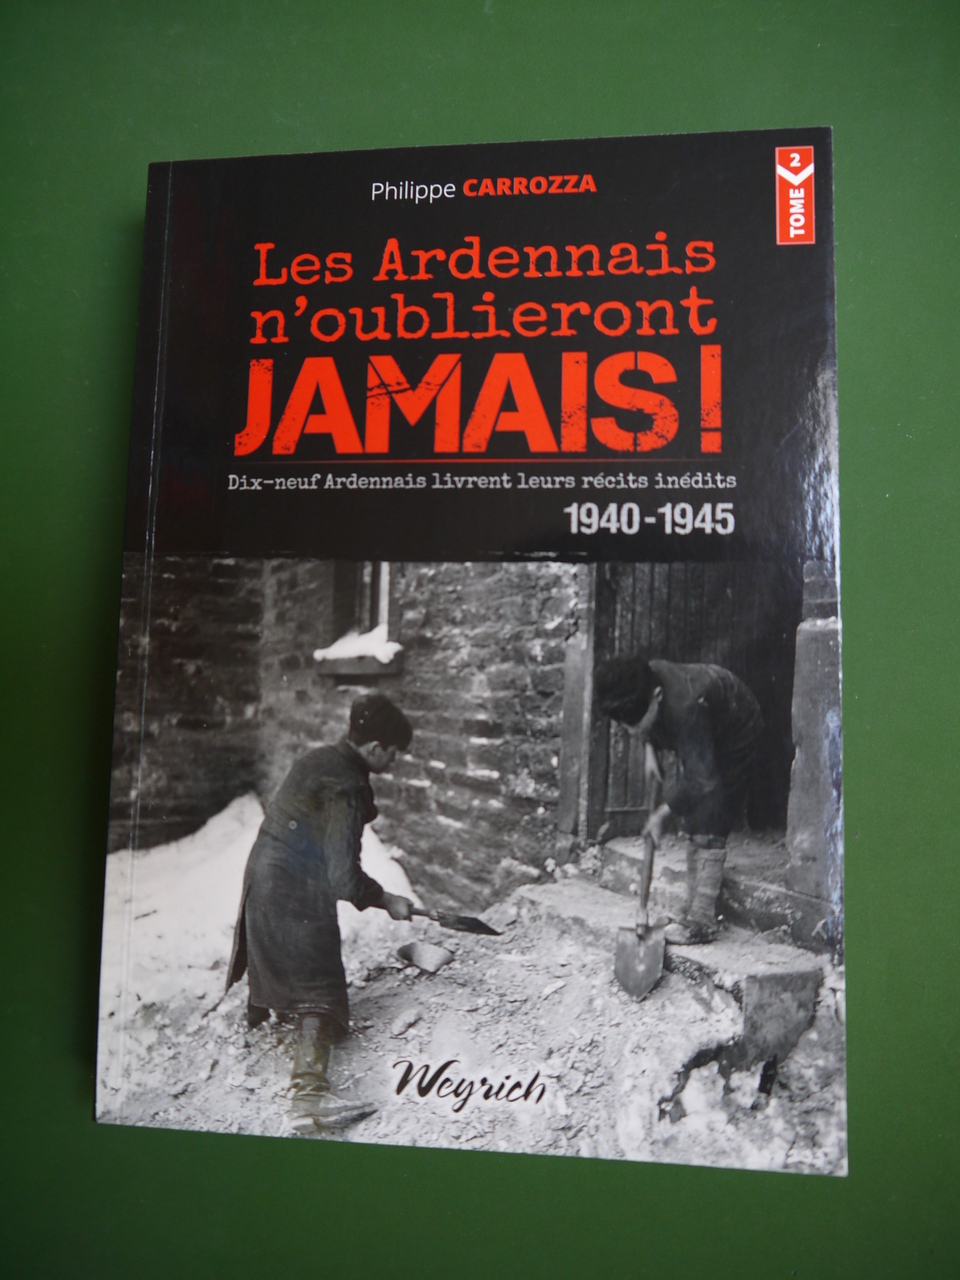 Philippe CARROZZA
TOME 2
Les Ardennais
n'oublieront
JAMAIS !
Dix-neuf Ardennais livrent leurs récits inédits
1940-1945
Weyrich